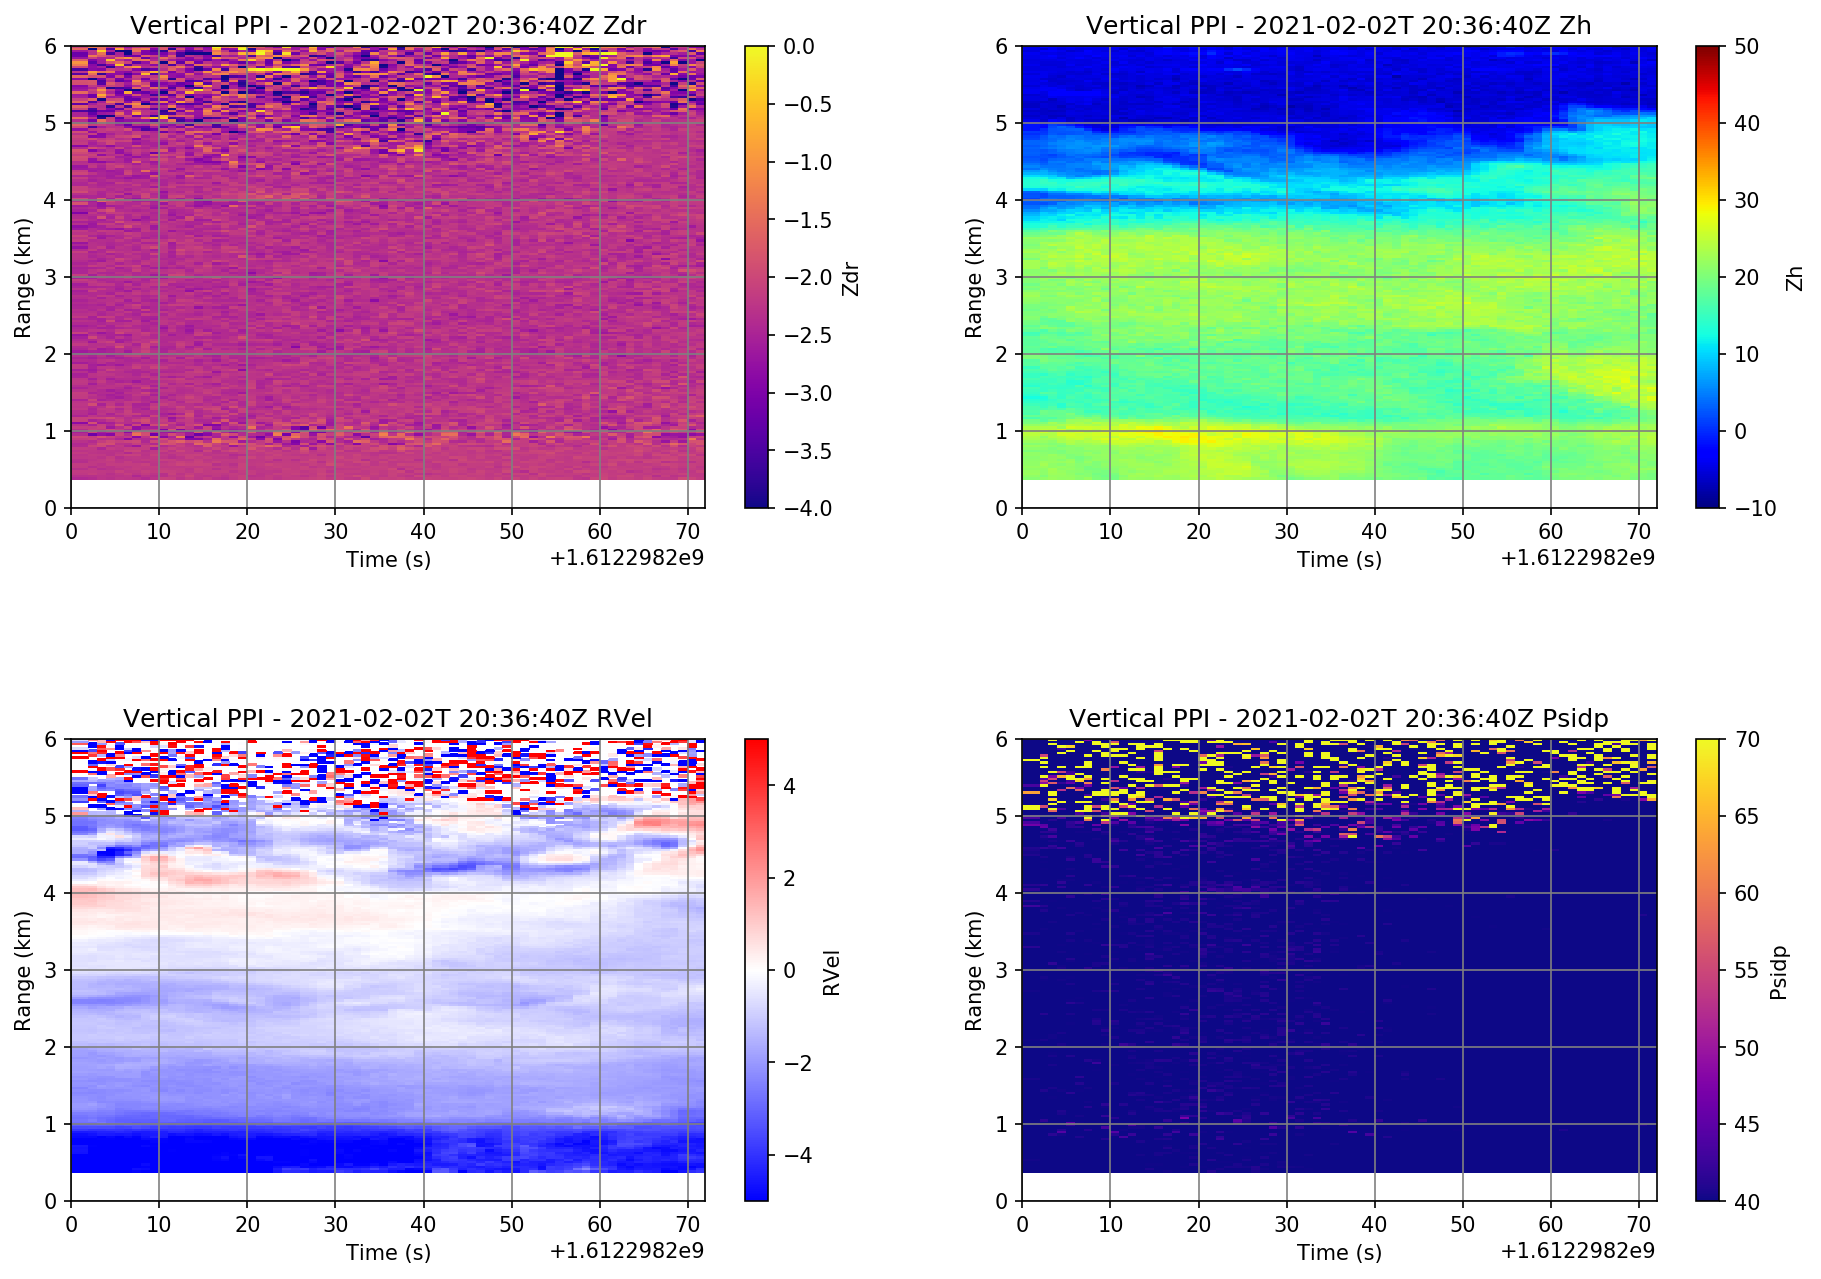 Vertical PPI - 2021-02-02T 20:36:40Z Zdr
6
5
4
3
2
1
0
Range (km)
0 10 20 30 40 50 60 70
Time (s)
+1.6122982e9
0.0
−0.5
−1.0
−1.5
−2.0
−2.5
−3.0
−3.5
−4.0
Zdr
Vertical PPI - 2021-02-02T 20:36:40Z Zh
6
5
4
3
2
1
0
Range (km)
0 10 20 30 40 50 60 70
Time (s)
+1.6122982e9
50
40
30
20
10
0
−10
Zh
Vertical PPI - 2021-02-02T 20:36:40Z RVel
6
5
4
3
2
1
0
Range (km)
0 10 20 30 40 50 60 70
Time (s)
+1.6122982e9
4
2
0
−2
−4
RVel
Vertical PPI - 2021-02-02T 20:36:40Z Psidp
6
5
4
3
2
1
0
Range (km)
0 10 20 30 40 50 60 70
Time (s)
+1.6122982e9
70
65
60
55
50
45
40
Psidp